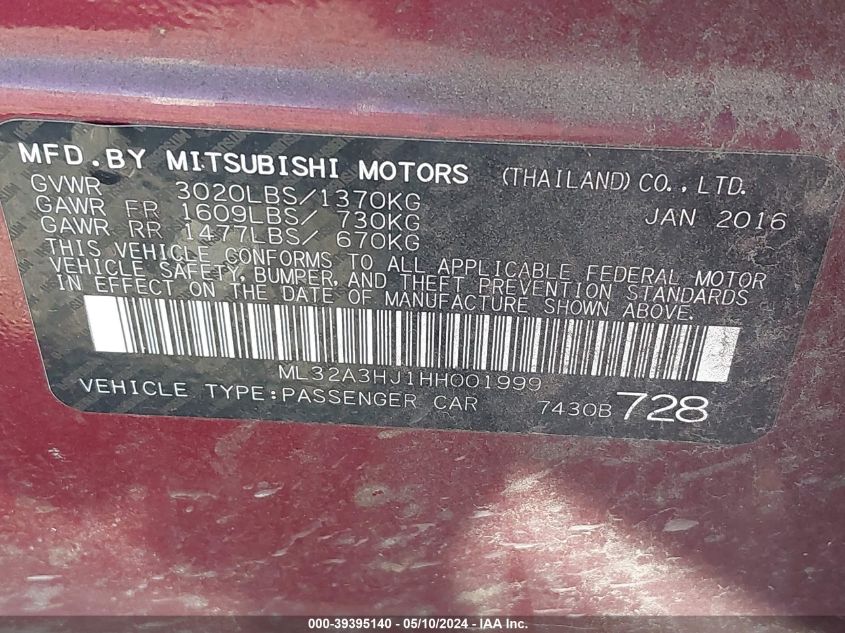 MFD.BY MITSUBISHI MOTORS (THAILAND) CO., LTD.
GVWR 3020LBS/1370KG JAN 2016
GAWR FR 1609LBS/ 730KG
GAWR RR 1477LBS/ 670KG
THIS VEHICLE CONFORMS TO ALL APPLICABLE FEDERAL MOTOR
VEHICLE SAFETY, BUMPER, AND THEFT PREVENTION STANDARDS
IN EFFECT ON THE DATE OF MANUFACTURE SHOWN ABOVE.
ML32A3HJ1HH001999
VEHICLE TYPE:PASSENGER CAR 7430B 728
000-39395140 - 05/10/2024 - IAA Inc.